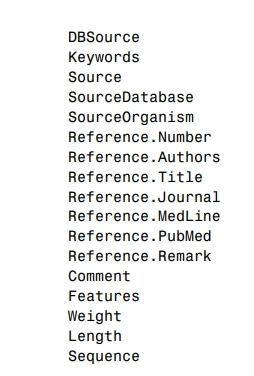 DBSource
Keywords
Source
SourceDatabase
SourceOrganism
Reference.Number
Reference.Authors
Reference.Title
Reference.Journal
Reference.MedLine
Reference.PubMed
Reference.Remark
Comment
Features
Weight
Length
Sequence